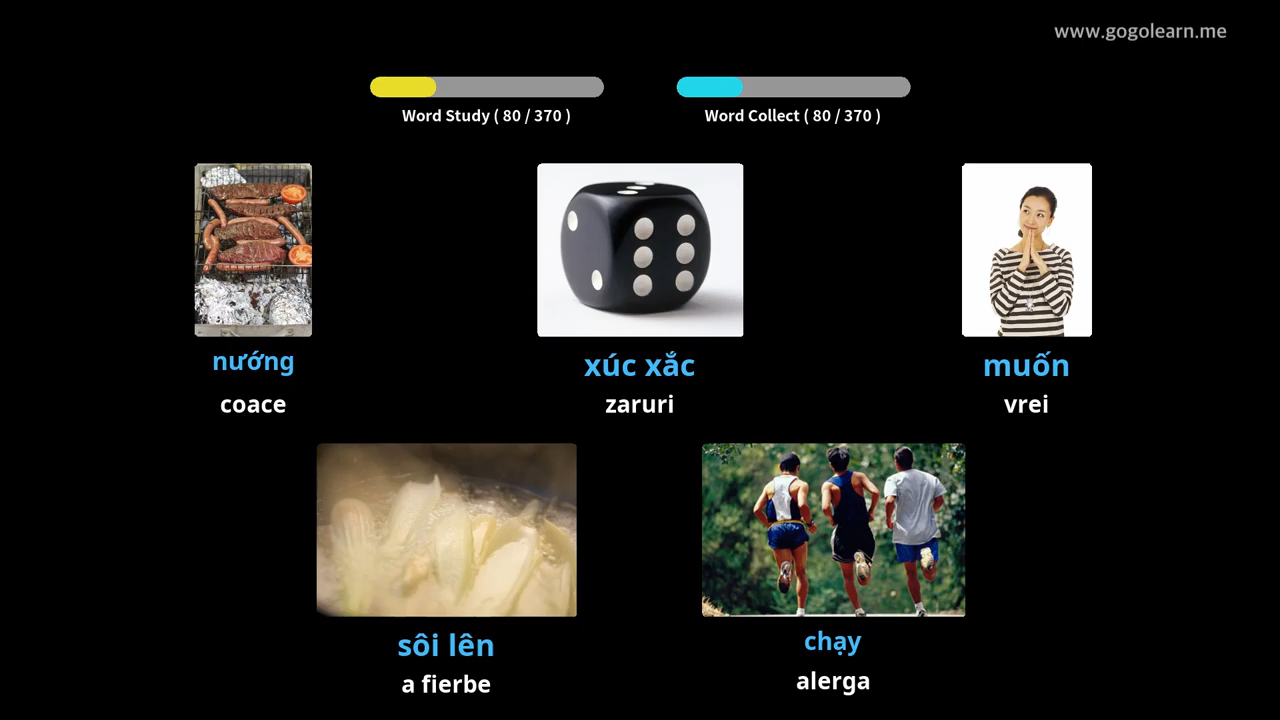 www.gogolearn.me
Word Study ( 80 / 370 )
Word Collect ( 80 / 370 )
nướng
coace
xúc xắc
zaruri
muốn
vrei
sôi lên
a fierbe
chạy
alerga